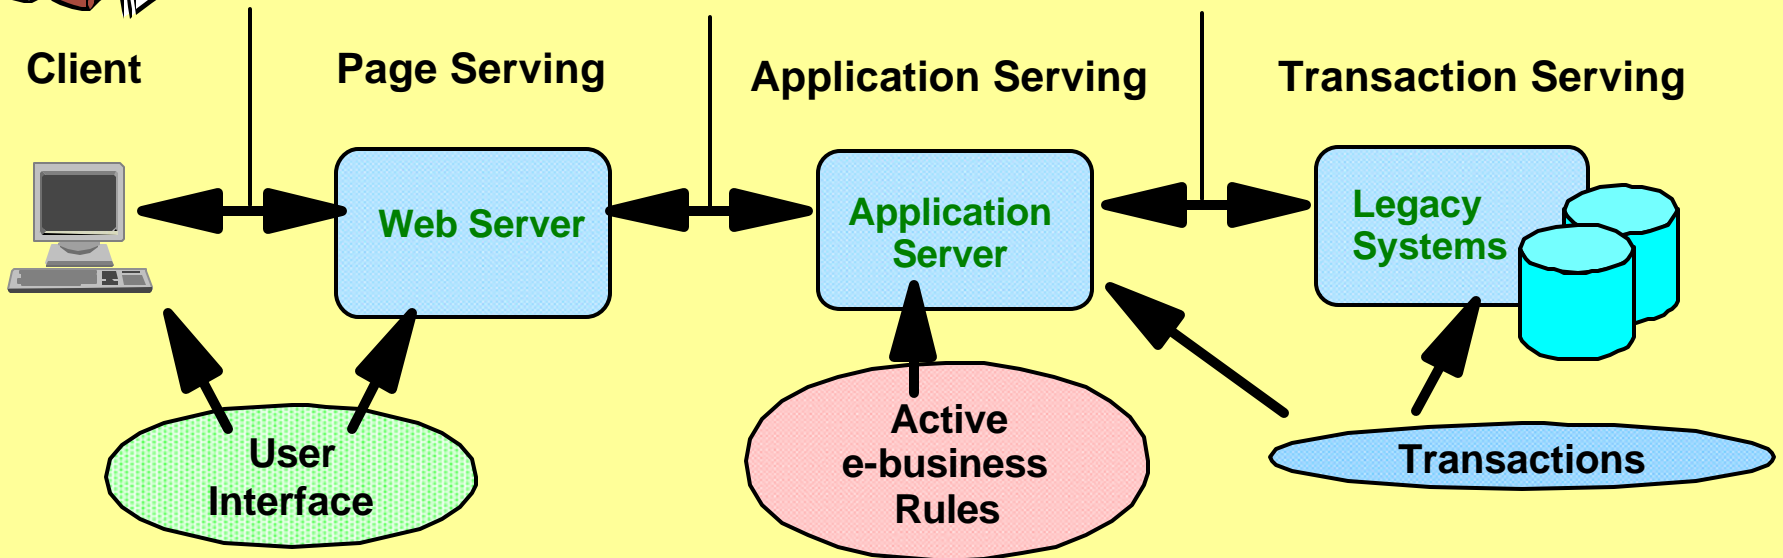 Client
Page Serving
Application Serving
Transaction Serving
Web Server
Application
Server
Legacy
Systems
User
Interface
Active
e-business
Rules
Transactions